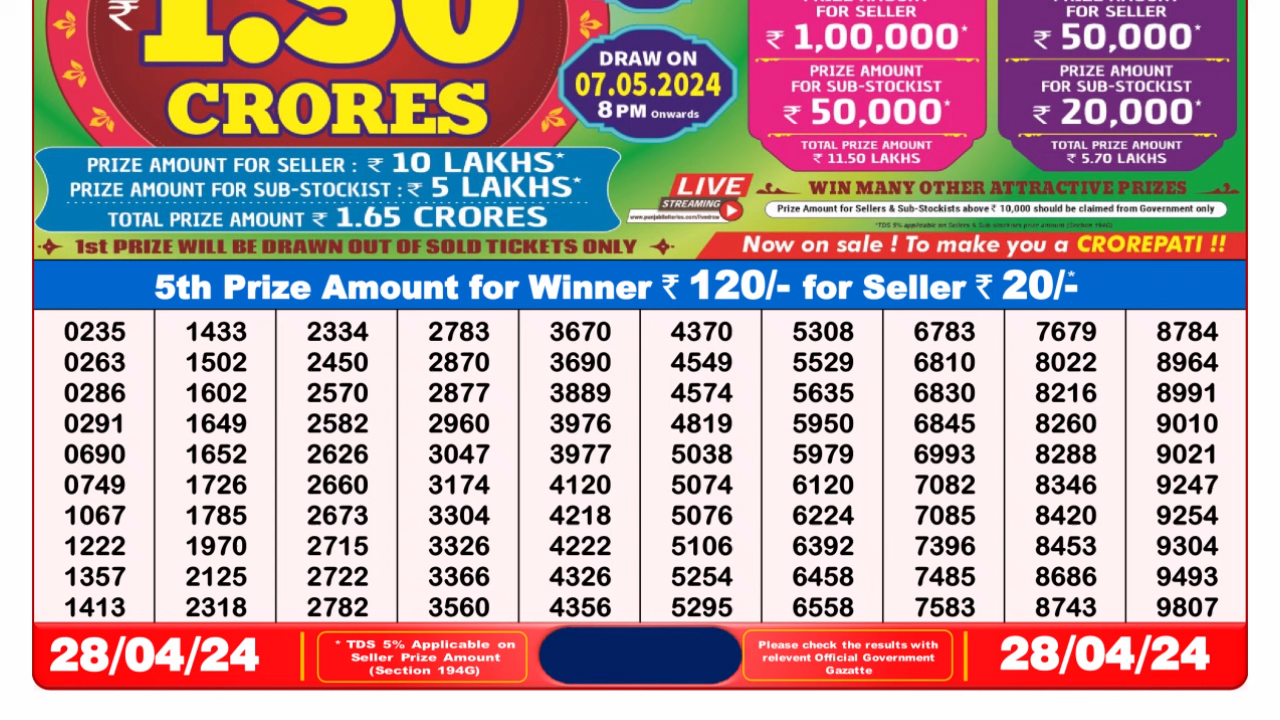 ₹ 1.50
CRORES
PRIZE AMOUNT FOR SELLER : ₹ 10 LAKHS*
PRIZE AMOUNT FOR SUB-STOCKIST : ₹ 5 LAKHS*
TOTAL PRIZE AMOUNT ₹ 1.65 CRORES
1st PRIZE WILL BE DRAWN OUT OF SOLD TICKETS ONLY
DRAW ON
07.05.2024
8 PM Onwards
FOR SELLER
₹ 1,00,000*
PRIZE AMOUNT
FOR SUB-STOCKIST
₹ 50,000*
TOTAL PRIZE AMOUNT
₹ 11.50 LAKHS
FOR SELLER
₹ 50,000*
PRIZE AMOUNT
FOR SUB-STOCKIST
₹ 20,000*
TOTAL PRIZE AMOUNT
₹ 5.70 LAKHS
LIVE
STREAMING
WIN MANY OTHER ATTRACTIVE PRIZES
Prize Amount for Sellers & Sub-Stockists above ₹ 10,000 should be claimed from Government only
Now on sale ! To make you a CROREPATI !!
5th Prize Amount for Winner ₹ 120/- for Seller ₹ 20/-*
0235 1433 2334 2783 3670 4370 5308 6783 7679 8784
0263 1502 2450 2870 3690 4549 5529 6810 8022 8964
0286 1602 2570 2877 3889 4574 5635 6830 8216 8991
0291 1649 2582 2960 3976 4819 5950 6845 8260 9010
0690 1652 2626 3047 3977 5038 5979 6993 8288 9021
0749 1726 2660 3174 4120 5074 6120 7082 8346 9247
1067 1785 2673 3304 4218 5076 6224 7085 8420 9254
1222 1970 2715 3326 4222 5106 6392 7396 8453 9304
1357 2125 2722 3366 4326 5254 6458 7485 8686 9493
1413 2318 2782 3560 4356 5295 6558 7583 8743 9807
28/04/24
* TDS 5% Applicable on
Seller Prize Amount
(Section 194G)
Please check the results with
relevent Official Government
Gazatte
28/04/24